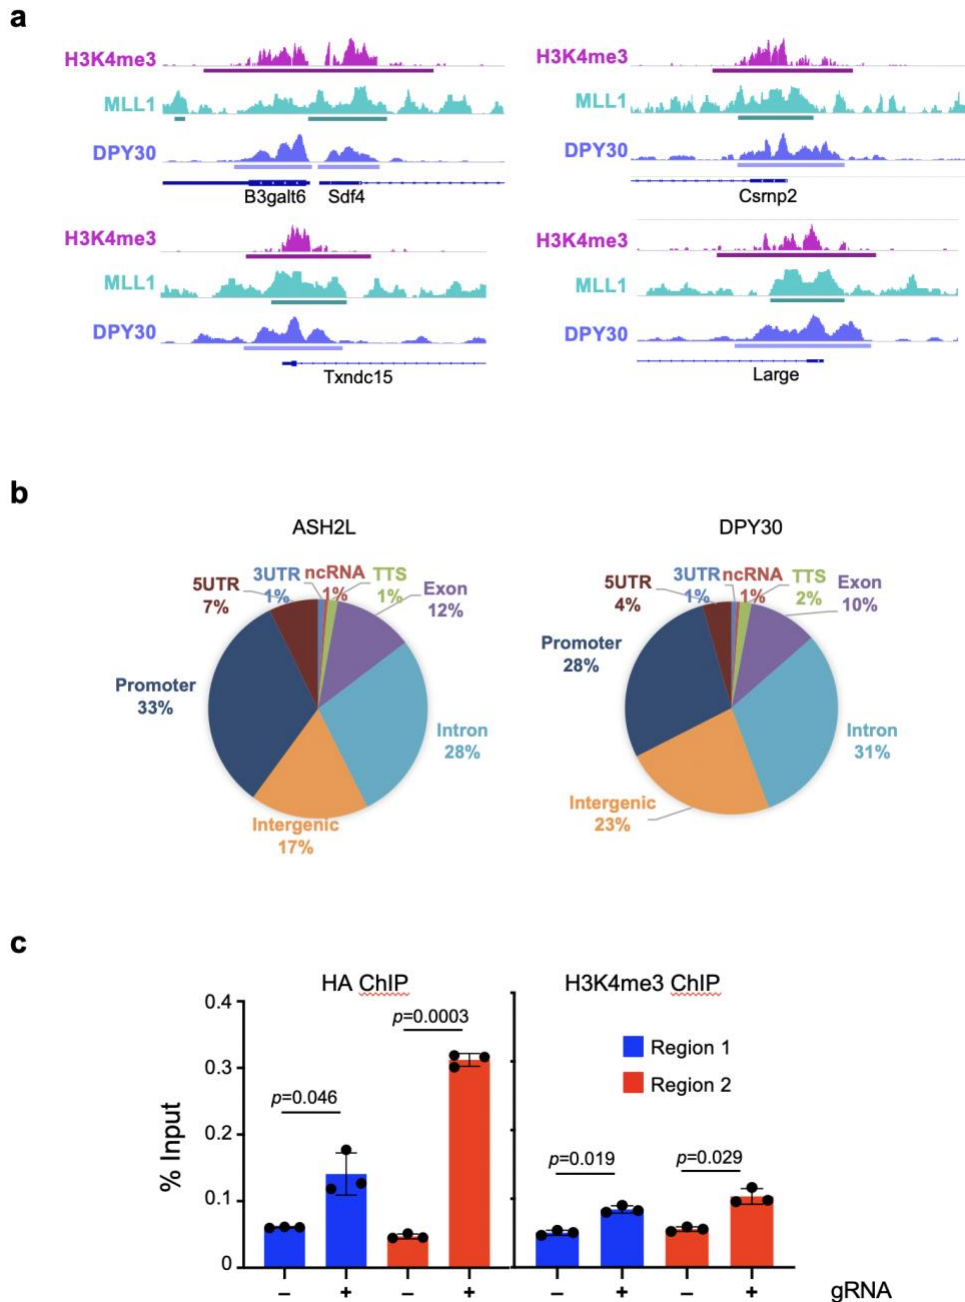 a
H3K4me3
MLL1
DPY30
B3galt6 Sdf4
H3K4me3
MLL1
DPY30
Csrnp2
H3K4me3
MLL1
DPY30
Txndc15
H3K4me3
MLL1
DPY30
Large
b
ASH2L
5UTR
7%
3UTR
1%
ncRNA
1%
TTS
1%
Exon
12%
Promoter
33%
Intron
28%
Intergenic
17%
DPY30
5UTR
4%
3UTR
1%
ncRNA
1%
TTS
2%
Exon
10%
Promoter
28%
Intron
31%
Intergenic
23%
c
HA ChIP
H3K4me3 ChIP
% Input
0.4
0.3
0.2
0.1
0
p=0.046
p=0.0003
p=0.019
p=0.029
Region 1
Region 2
– + – + – + – + gRNA